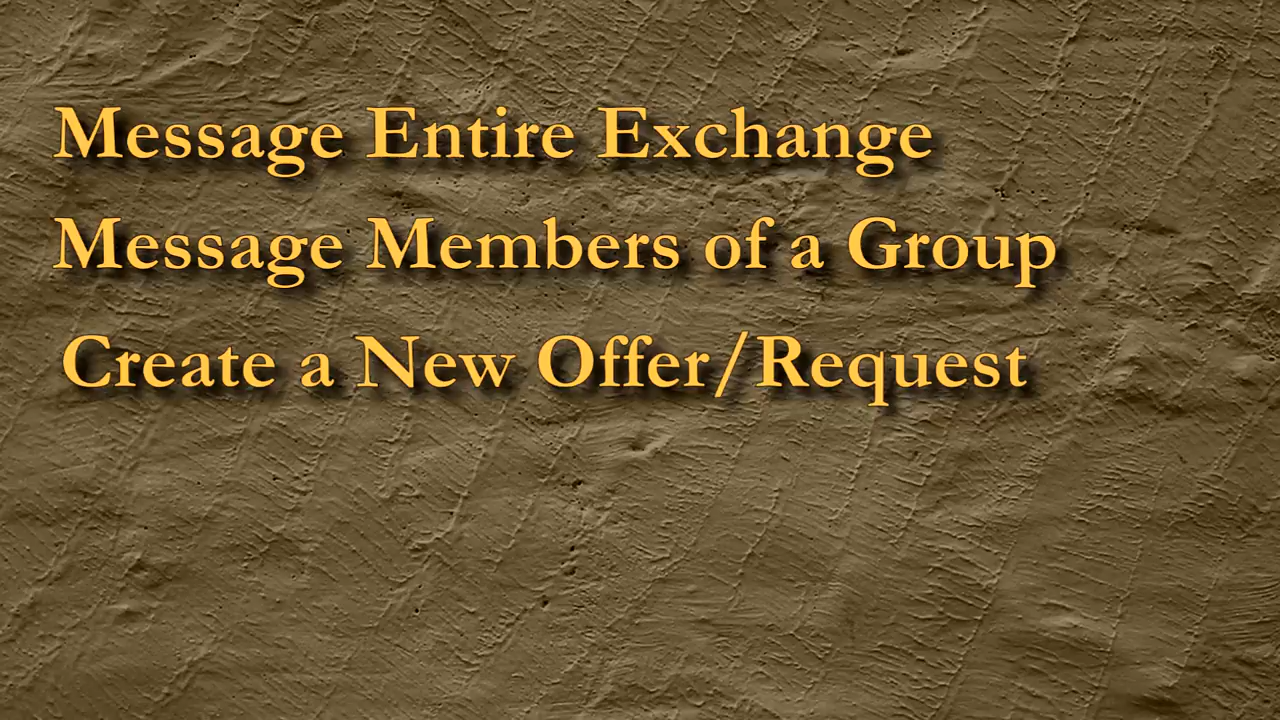 Message Entire Exchange
Message Members of a Group
Create a New Offer/Request